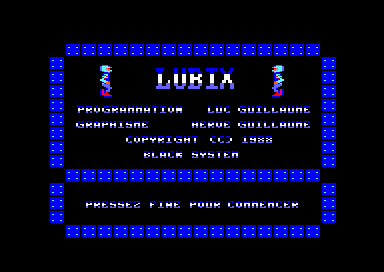 LUBIX
PROGRAMMATION LUC GUILLAUME
GRAPHISME HERVE GUILLAUME
COPYRIGHT (C) 1988
BLACK SYSTEM
PRESSEZ FIRE POUR COMMENCER